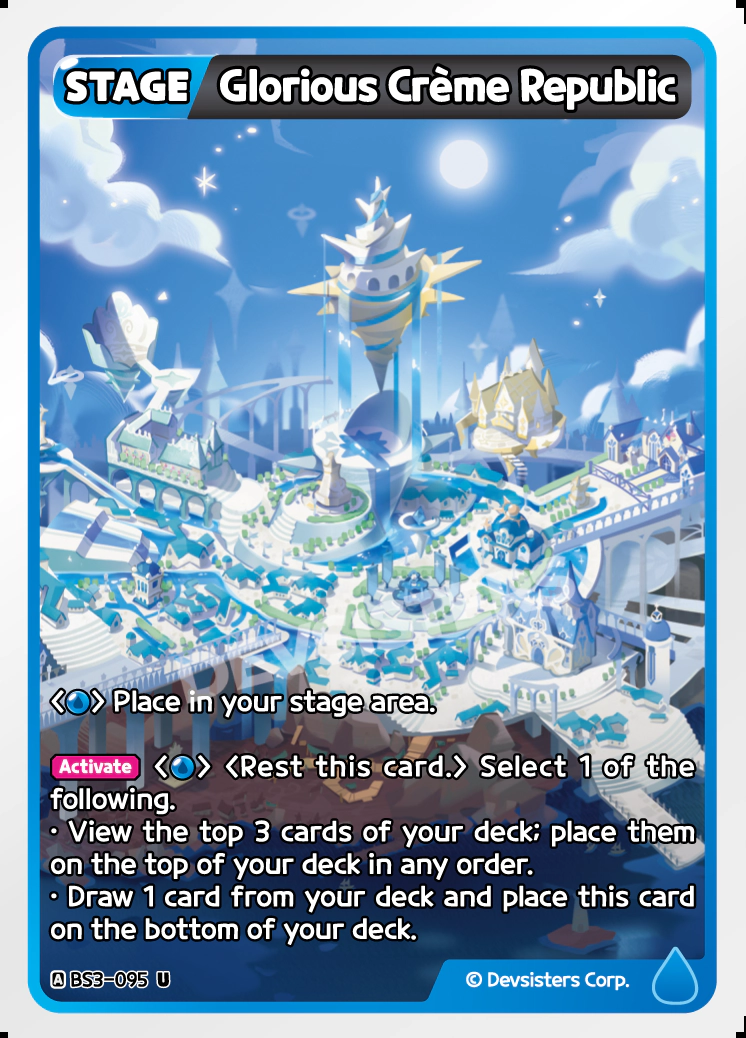 STAGE Glorious Crème Republic
<💧> Place in your stage area.
Activate <💧> <Rest this card.> Select 1 of the
following.
· View the top 3 cards of your deck; place them
on the top of your deck in any order.
· Draw 1 card from your deck and place this card
on the bottom of your deck.
A BS3-095 U
© Devsisters Corp.